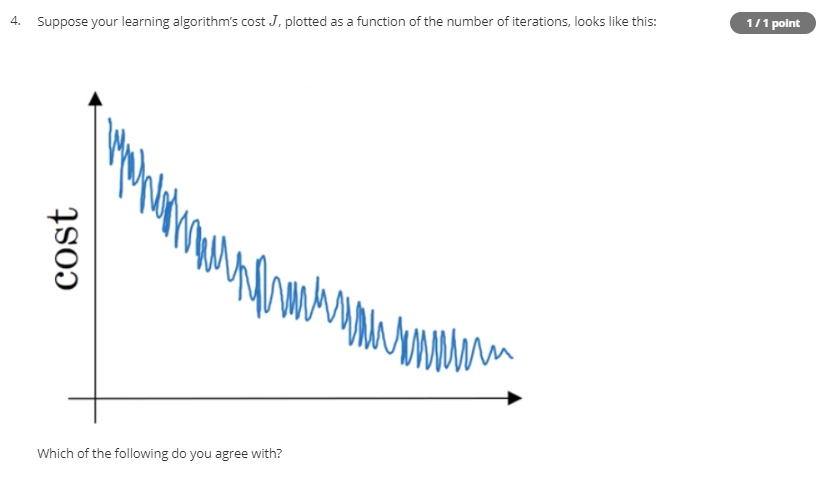 4. Suppose your learning algorithm's cost J, plotted as a function of the number of iterations, looks like this:
1 / 1 point
cost
Which of the following do you agree with?